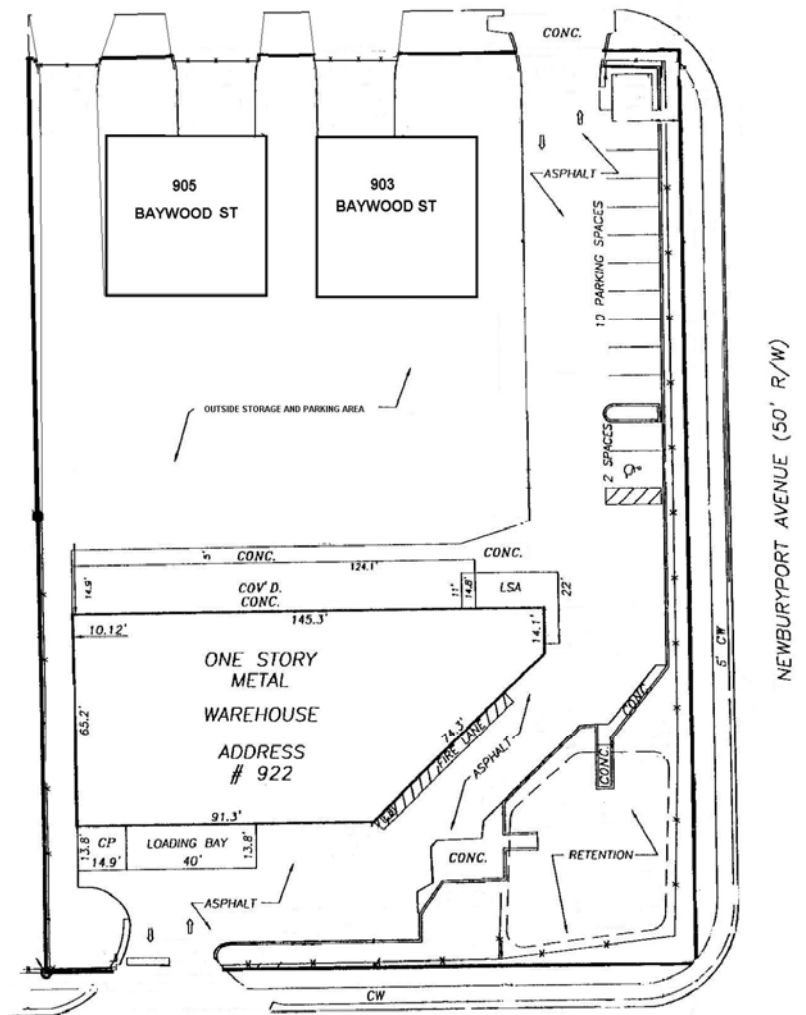 CONC.
905
BAYWOOD ST
903
BAYWOOD ST
ASPHALT
10 PARKING SPACES
NEWBURYPORT AVENUE (50' R/W)
OUTSIDE STORAGE AND PARKING AREA
2 SPACES
5'
CONC.
CONC.
124.1'
14.9'
COV'D.
CONC.
11'
14.8'
LSA
22'
145.3'
14.1'
10.12'
ONE STORY
METAL
WAREHOUSE
ADDRESS
# 922
65.2'
74.3'
FIRE LANE
ASPHALT
CONC.
CONC.
5' CW
91.3'
13.8'
CP
14.9'
LOADING BAY
40'
13.8'
CONC.
RETENTION
ASPHALT
CW